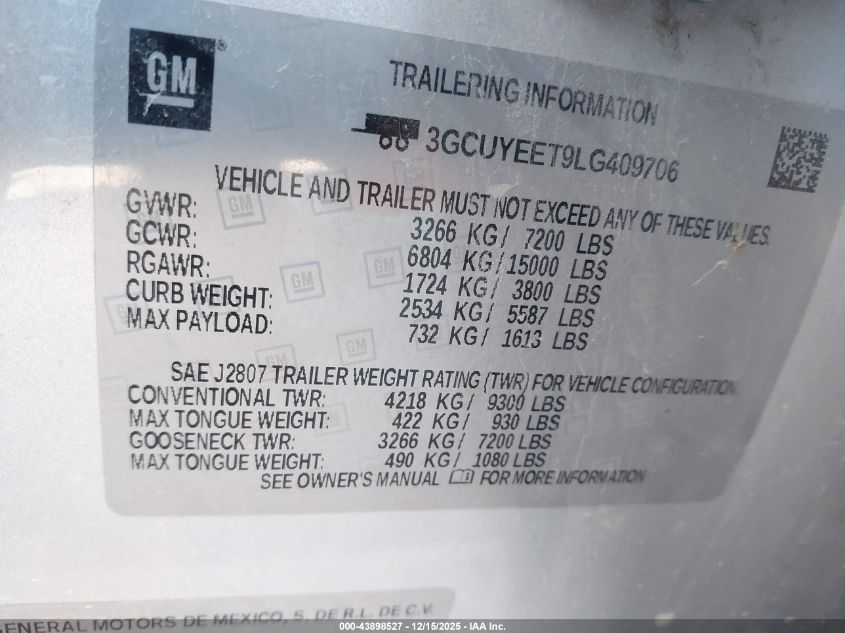 GM®
TRAILERING INFORMATION
3GCUYEET9LG409706
VEHICLE AND TRAILER MUST NOT EXCEED ANY OF THESE VALUES.
GVWR: 3266 KG/ 7200 LBS
GCWR: 6804 KG/15000 LBS
RGAWR: 1724 KG/ 3800 LBS
CURB WEIGHT: 2534 KG/ 5587 LBS
MAX PAYLOAD: 732 KG/ 1613 LBS
SAE J2807 TRAILER WEIGHT RATING (TWR) FOR VEHICLE CONFIGURATION.
CONVENTIONAL TWR: 4218 KG/ 9300 LBS
MAX TONGUE WEIGHT: 422 KG/ 930 LBS
GOOSENECK TWR: 3266 KG/ 7200 LBS
MAX TONGUE WEIGHT: 490 KG/ 1080 LBS
SEE OWNER'S MANUAL FOR MORE INFORMATION
GENERAL MOTORS DE MEXICO, S. DE R.L. DE C.V.
000-43898527 - 12/15/2025 - IAA Inc.